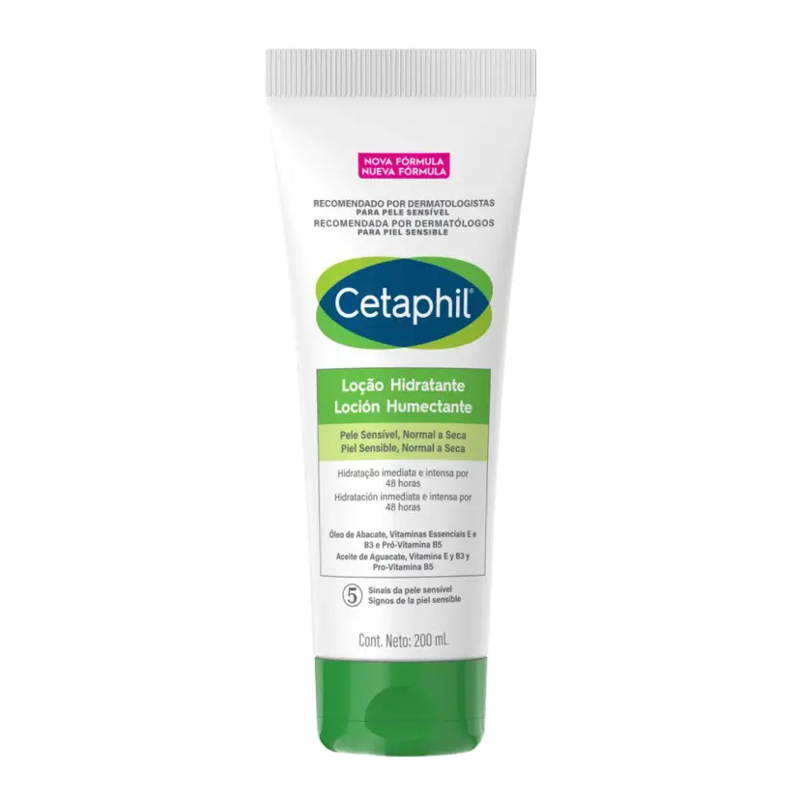 NOVA FÓRMULA
NUEVA FÓRMULA
RECOMENDADO POR DERMATOLOGISTAS
PARA PELE SENSÍVEL
RECOMENDADA POR DERMATÓLOGOS
PARA PIEL SENSIBLE
Cetaphil®
Loção Hidratante
Loción Humectante
Pele Sensível, Normal a Seca
Piel Sensible, Normal a Seca
Hidratação imediata e intensa por
48 horas
Hidratación inmediata e intensa por
48 horas
Óleo de Abacate, Vitaminas Essenciais E e
B3 e Pró-Vitamina B5
Aceite de Aguacate, Vitamina E y B3 y
Pro-Vitamina B5
5 Sinais da pele sensível
Signos de la piel sensible
Cont. Neto: 200 mL